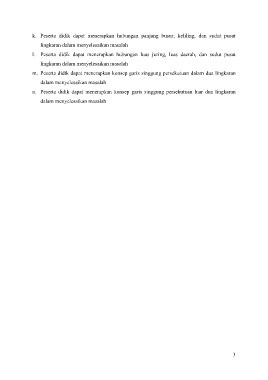 k. Peserta didik dapat menerapkan hubungan panjang busur, keliling, dan sudut pusat
lingkaran dalam menyelesaikan masalah
l. Peserta didik dapat menerapkan hubungan luas juring, luas daerah, dan sudut pusat
lingkaran dalam menyelesaikan masalah
m. Peserta didik dapat menerapkan konsep garis singgung persekutuan dalam dua lingkaran
dalam menyelesaikan masalah
n. Peserta didik dapat menerapkan konsep garis singgung persekutuan luar dua lingkaran
dalam menyelesaikan masalah
3